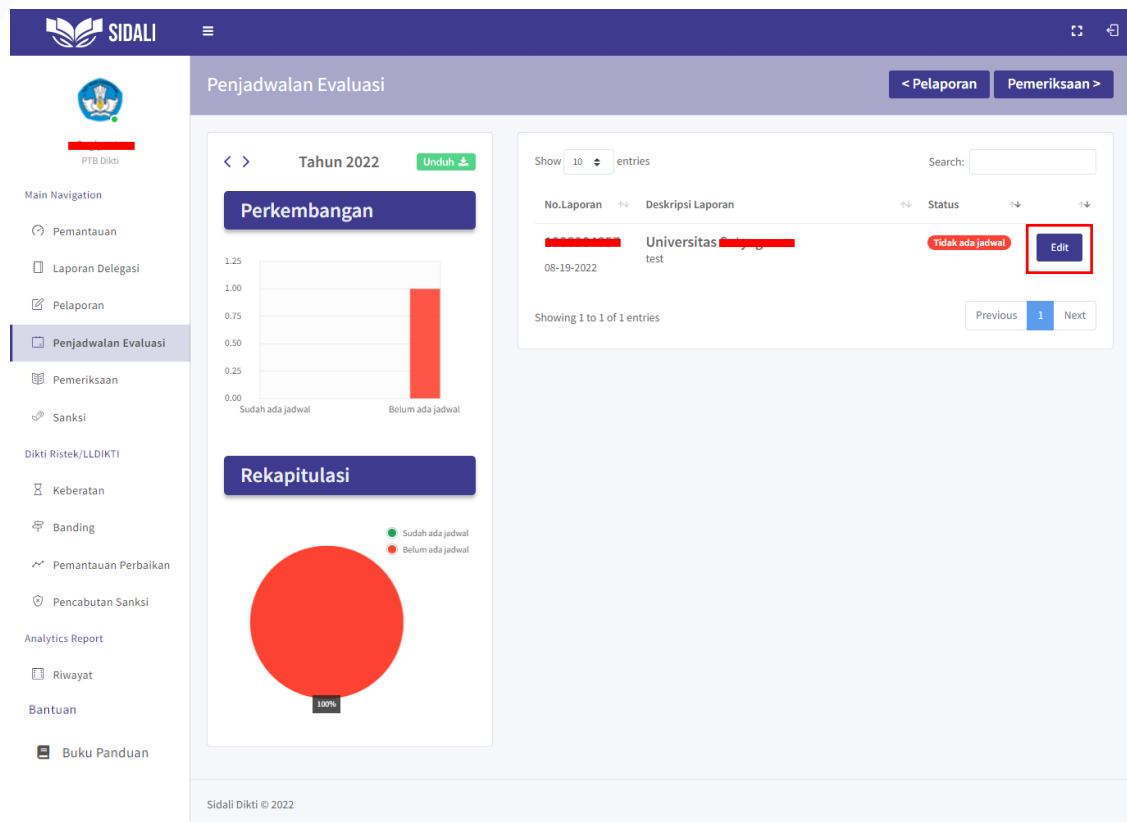 SIDALI
Penjadwalan Evaluasi
< Pelaporan
Pemeriksaan >
PTB Dikti
Main Navigation
Pemantauan
Laporan Delegasi
Pelaporan
Penjadwalan Evaluasi
Pemeriksaan
Sanksi
Dikti Ristek/LLDIKTI
Keberatan
Banding
Pemantauan Perbaikan
Pencabutan Sanksi
Analytics Report
Riwayat
Bantuan
Buku Panduan
< > Tahun 2022 Unduh
Perkembangan
1.25
1.00
0.75
0.50
0.25
0.00
Sudah ada jadwal Belum ada jadwal
Rekapitulasi
Sudah ada jadwal
Belum ada jadwal
100%
Show 10 entries Search:
No.Laporan Deskripsi Laporan Status
Universitas Tidak ada jadwal Edit
test
08-19-2022
Showing 1 to 1 of 1 entries Previous 1 Next
Sidali Dikti © 2022